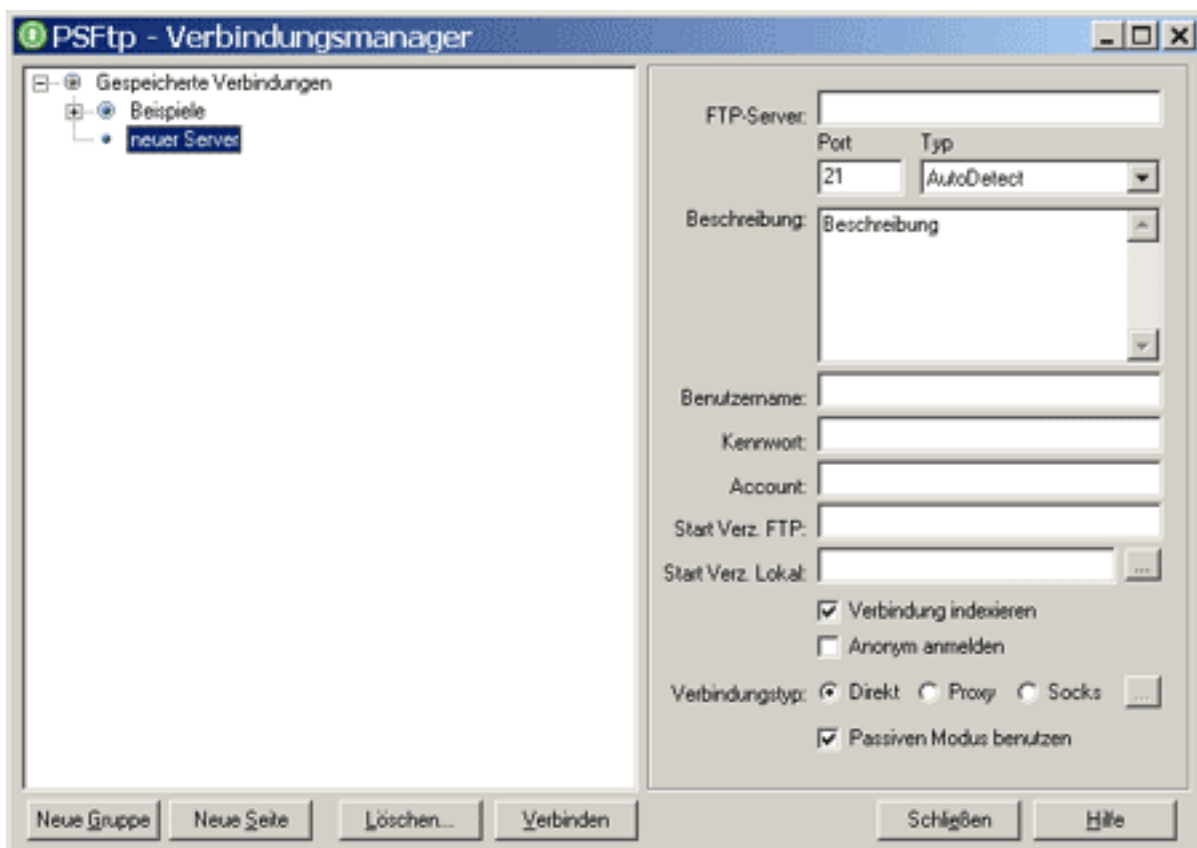 PSFtp - Verbindungsmanager
Gespeicherte Verbindungen
Beispiele
neuer Server
FTP-Server:
Port Typ
21 AutoDetect
Beschreibung: Beschreibung
Benutzername:
Kennwort:
Account:
Start Verz. FTP:
Start Verz. Lokal: ...
Verbindung indexieren
Anonym anmelden
Verbindungstyp: Direkt Proxy Socks ...
Passiven Modus benutzen
Neue Gruppe Neue Seite Löschen... Verbinden Schließen Hilfe